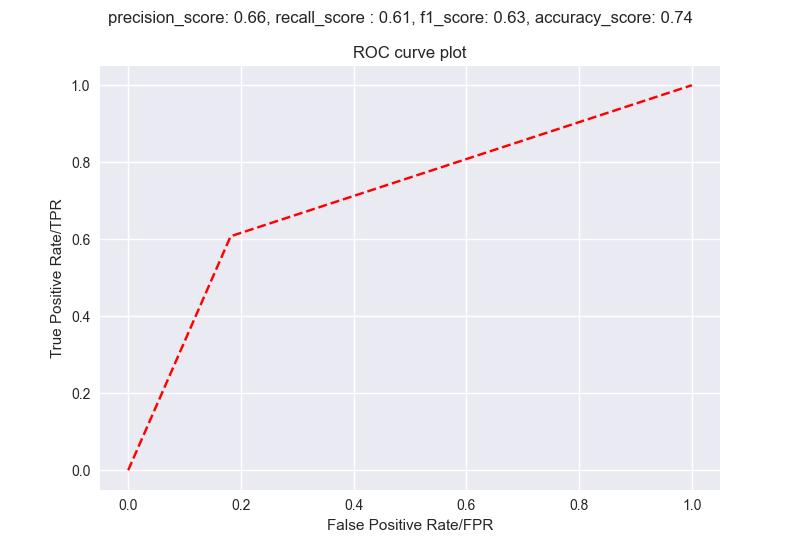 precision_score: 0.66, recall_score : 0.61, f1_score: 0.63, accuracy_score: 0.74
ROC curve plot
1.0
0.8
0.6
0.4
0.2
0.0
True Positive Rate/TPR
0.0 0.2 0.4 0.6 0.8 1.0
False Positive Rate/FPR